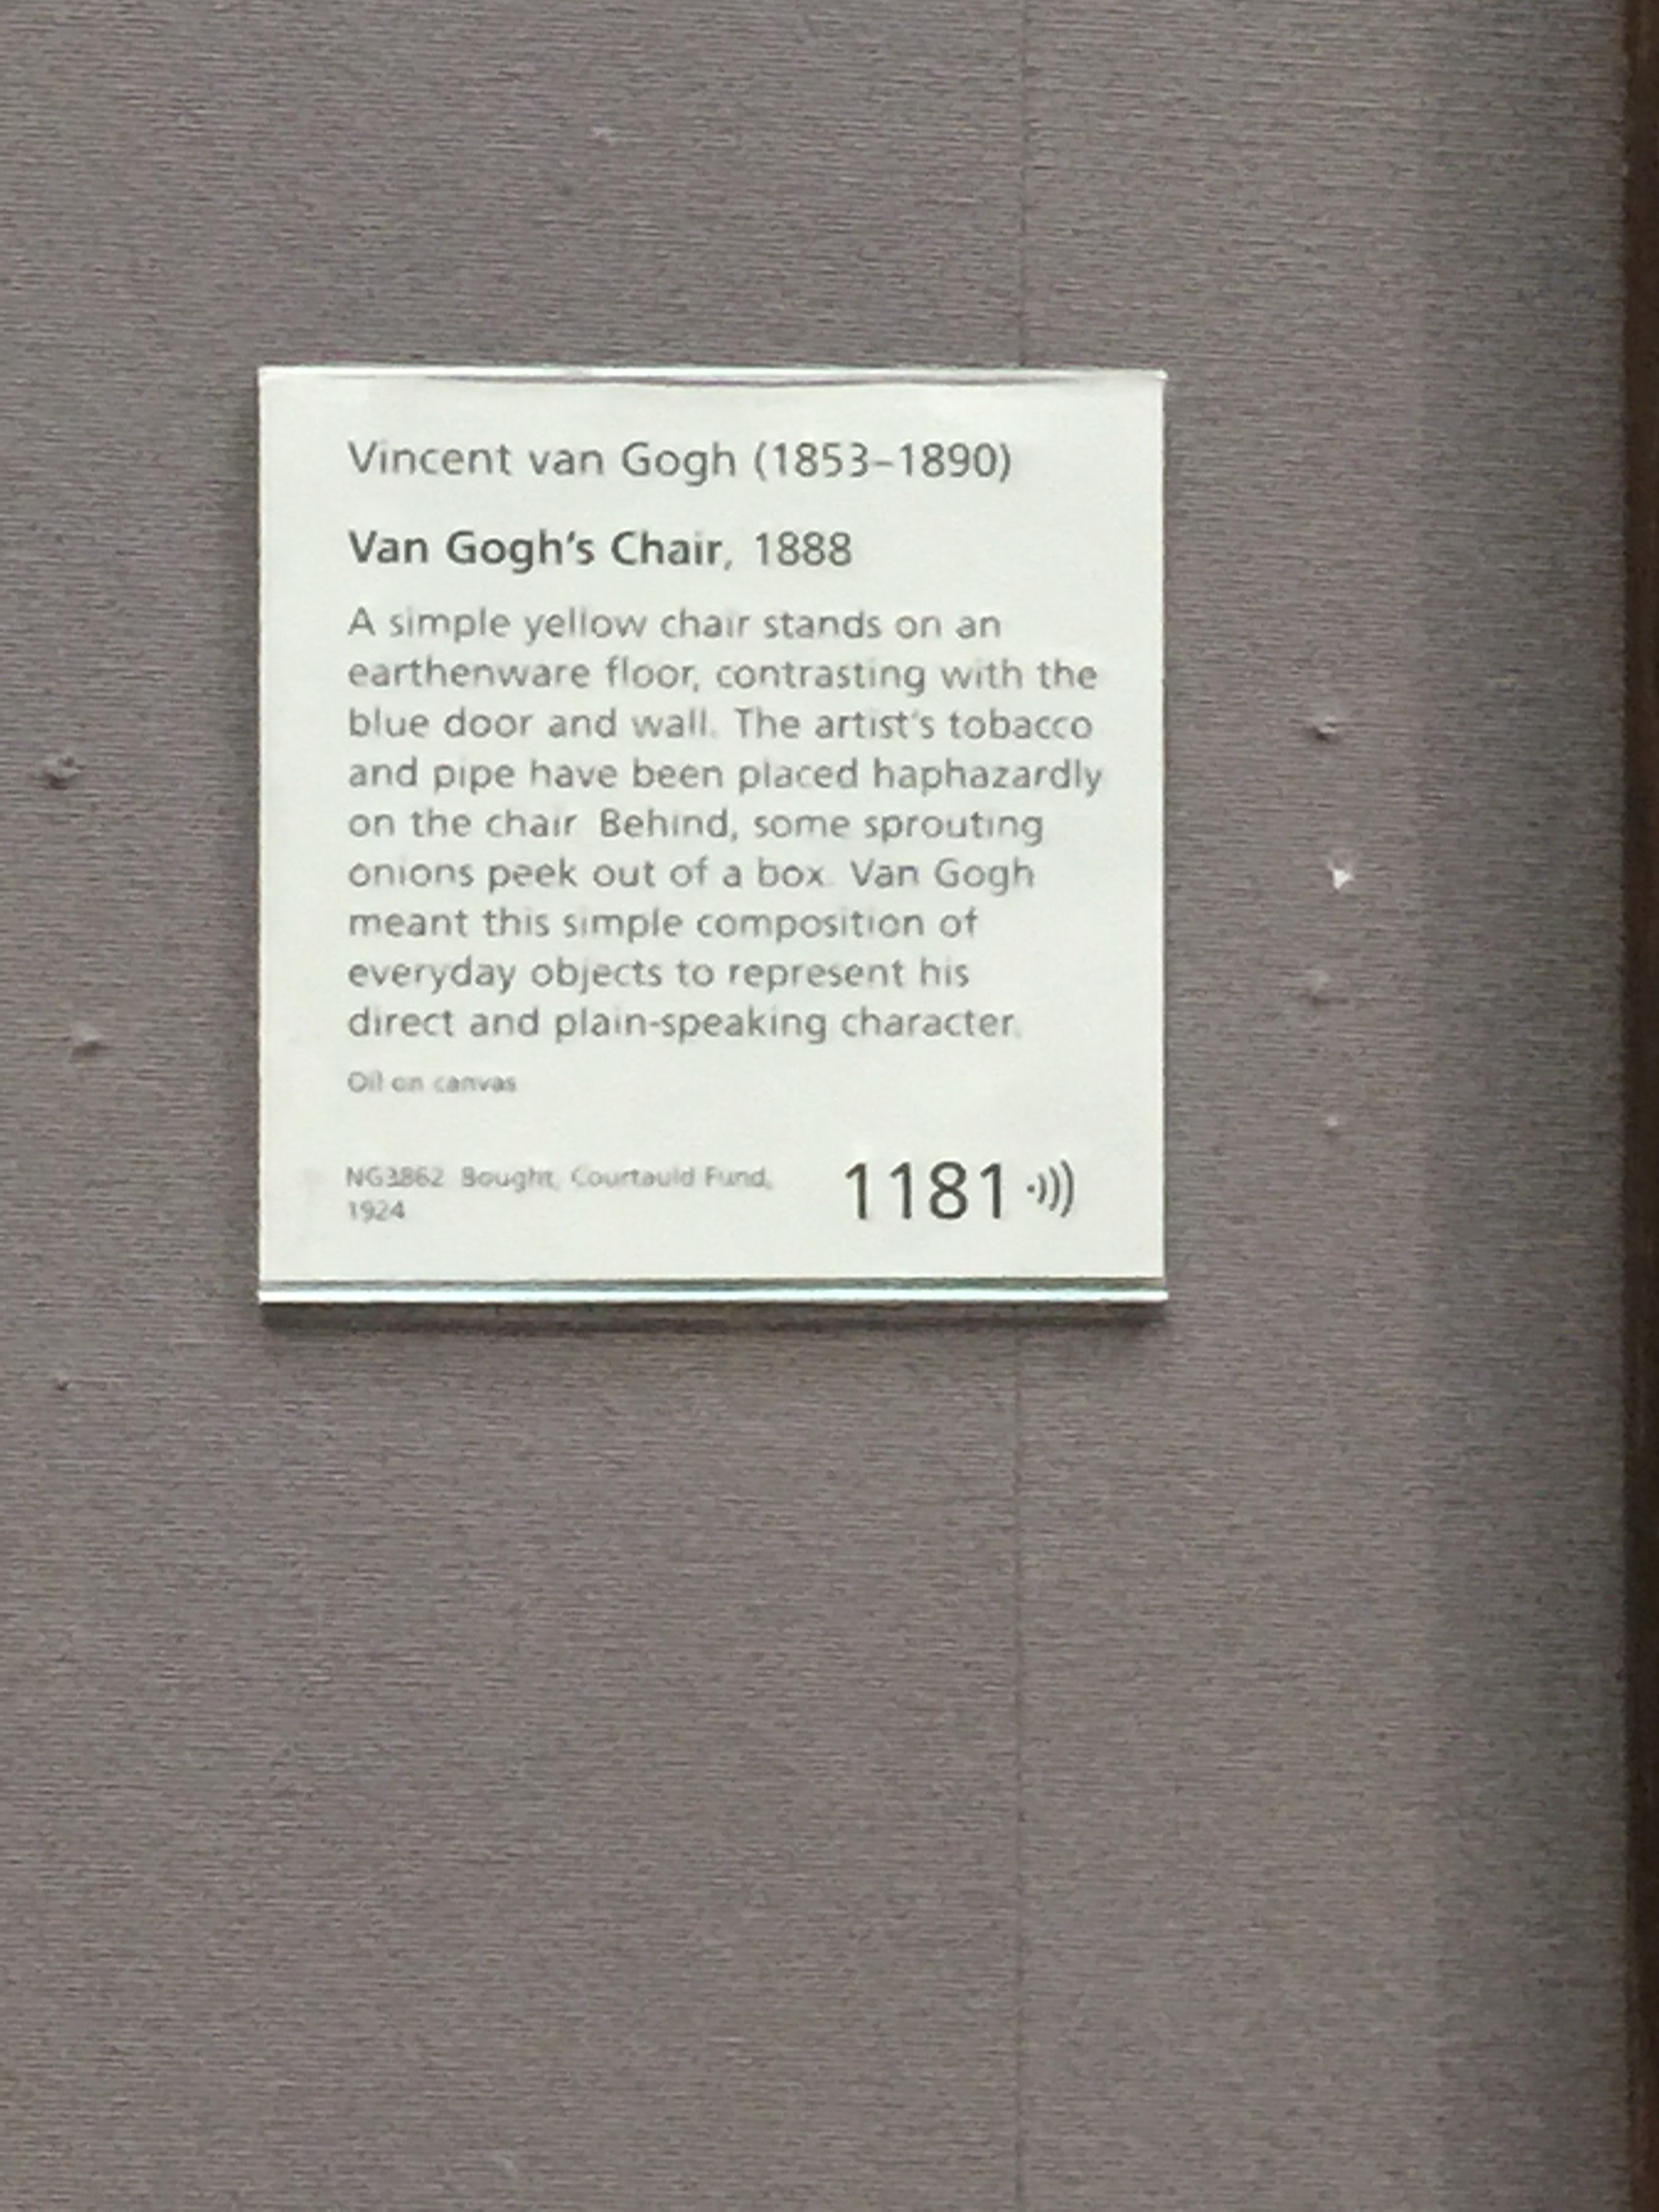 Vincent van Gogh (1853–1890)
Van Gogh's Chair, 1888
A simple yellow chair stands on an
earthenware floor, contrasting with the
blue door and wall. The artist's tobacco
and pipe have been placed haphazardly
on the chair. Behind, some sprouting
onions peek out of a box. Van Gogh
meant this simple composition of
everyday objects to represent his
direct and plain-speaking character.
Oil on canvas
NG3862 Bought, Courtauld Fund,
1924
1181